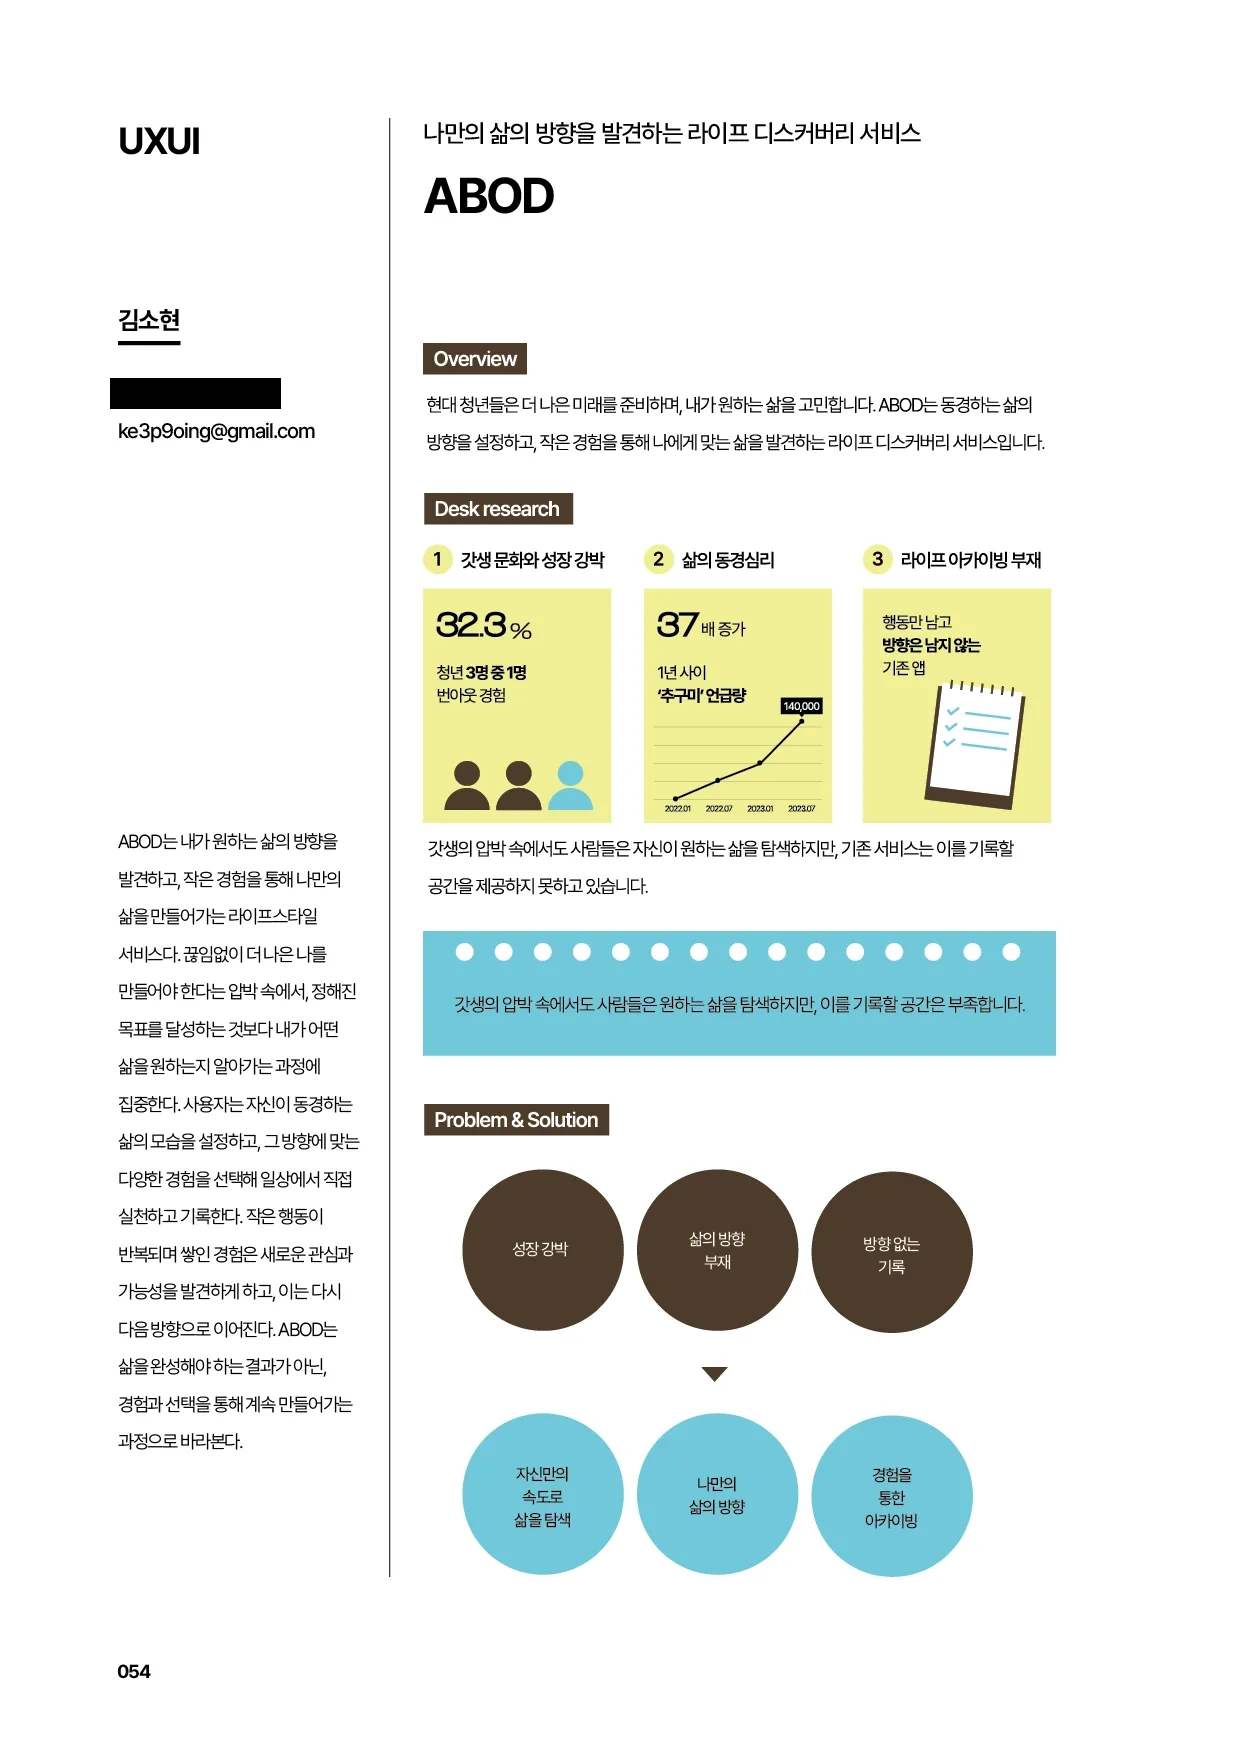 UXUI
김소현
ke3p9oing@gmail.com
ABOD는 내가 원하는 삶의 방향을
발견하고, 작은 경험을 통해 나만의
삶을 만들어가는 라이프스타일
서비스다. 끊임없이 더 나은 나를
만들어야 한다는 압박 속에서, 정해진
목표를 달성하는 것보다 내가 어떤
삶을 원하는지 알아가는 과정에
집중한다. 사용자는 자신이 동경하는
삶의 모습을 설정하고, 그 방향에 맞는
다양한 경험을 선택해 일상에서 직접
실천하고 기록한다. 작은 행동이
반복되며 쌓인 경험은 새로운 관심과
가능성을 발견하게 하고, 이는 다시
다음 방향으로 이어진다. ABOD는
삶을 완성해야 하는 결과가 아닌,
경험과 선택을 통해 계속 만들어가는
과정으로 바라본다.
나만의 삶의 방향을 발견하는 라이프 디스커버리 서비스
ABOD
Overview
현대 청년들은 더 나은 미래를 준비하며, 내가 원하는 삶을 고민합니다. ABOD는 동경하는 삶의
방향을 설정하고, 작은 경험을 통해 나에게 맞는 삶을 발견하는 라이프 디스커버리 서비스입니다.
Desk research
1 갓생 문화와 성장 강박
32.3 %
청년 3명 중 1명
번아웃 경험
2 삶의 동경심리
37 배 증가
1년 사이
‘추구미’ 언급량
140,000
2022.01 2022.07 2023.01 2023.07
3 라이프 아카이빙 부재
행동만 남고
방향은 남지 않는
기존 앱
갓생의 압박 속에서도 사람들은 자신이 원하는 삶을 탐색하지만, 기존 서비스는 이를 기록할
공간을 제공하지 못하고 있습니다.
갓생의 압박 속에서도 사람들은 원하는 삶을 탐색하지만, 이를 기록할 공간은 부족합니다.
Problem & Solution
성장 강박
삶의 방향
부재
방향 없는
기록
자신만의
속도로
삶을 탐색
나만의
삶의 방향
경험을
통한
아카이빙
054